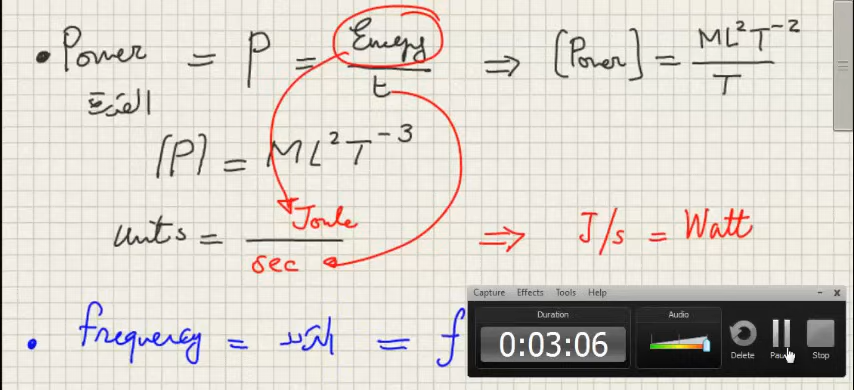 • Power = P = Energy / t ⇒ [Power] = ML²T⁻² / T
القدرة
[P] = ML²T⁻³
units = Joule / sec ⇒ J/s = Watt
• frequency = التردد = f
Capture Effects Tools Help
Duration Audio
0:03:06
Delete Pause Stop